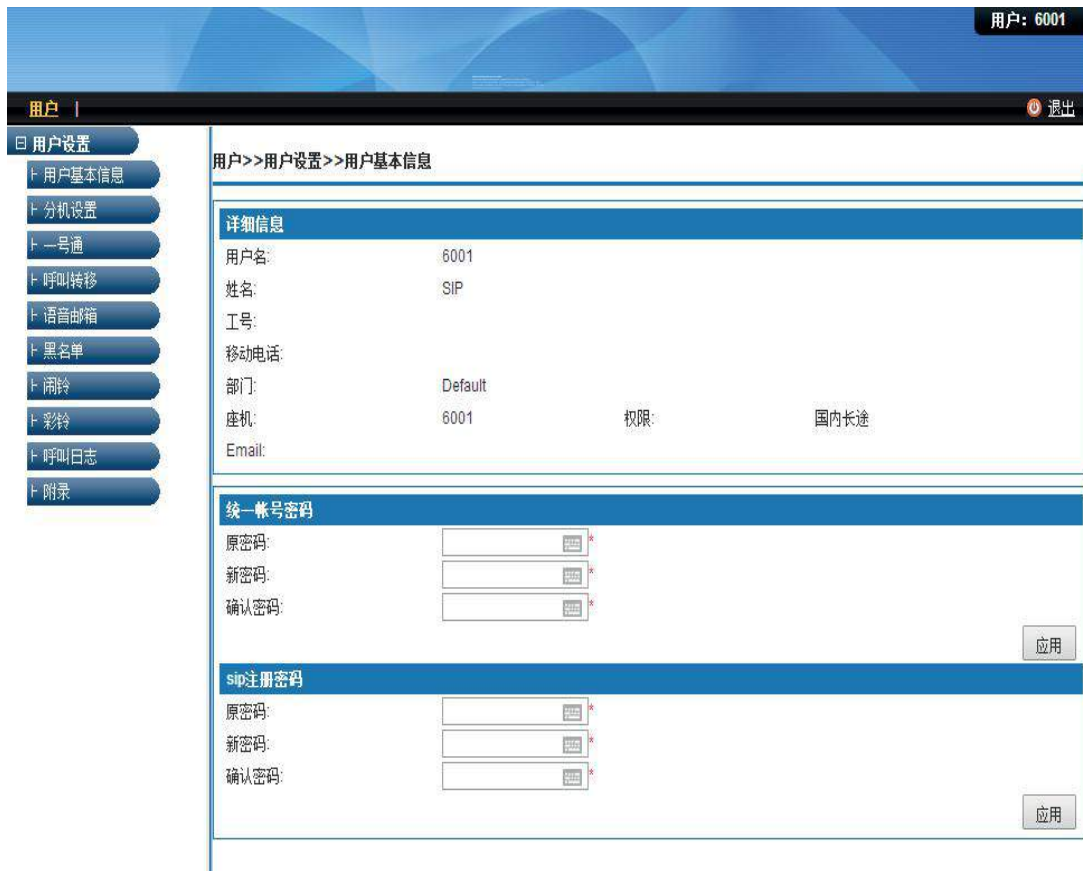 用户：6001
用户 |
退出
用户设置
用户基本信息
分机设置
一号通
呼叫转移
语音邮箱
黑名单
闹铃
彩铃
呼叫日志
附录
用户>>用户设置>>用户基本信息
详细信息
用户名: 6001
姓名: SIP
工号:
移动电话:
部门: Default
座机: 6001 权限: 国内长途
Email:
统一帐号密码
原密码: *
新密码: *
确认密码: *
应用
sip注册密码
原密码: *
新密码: *
确认密码: *
应用